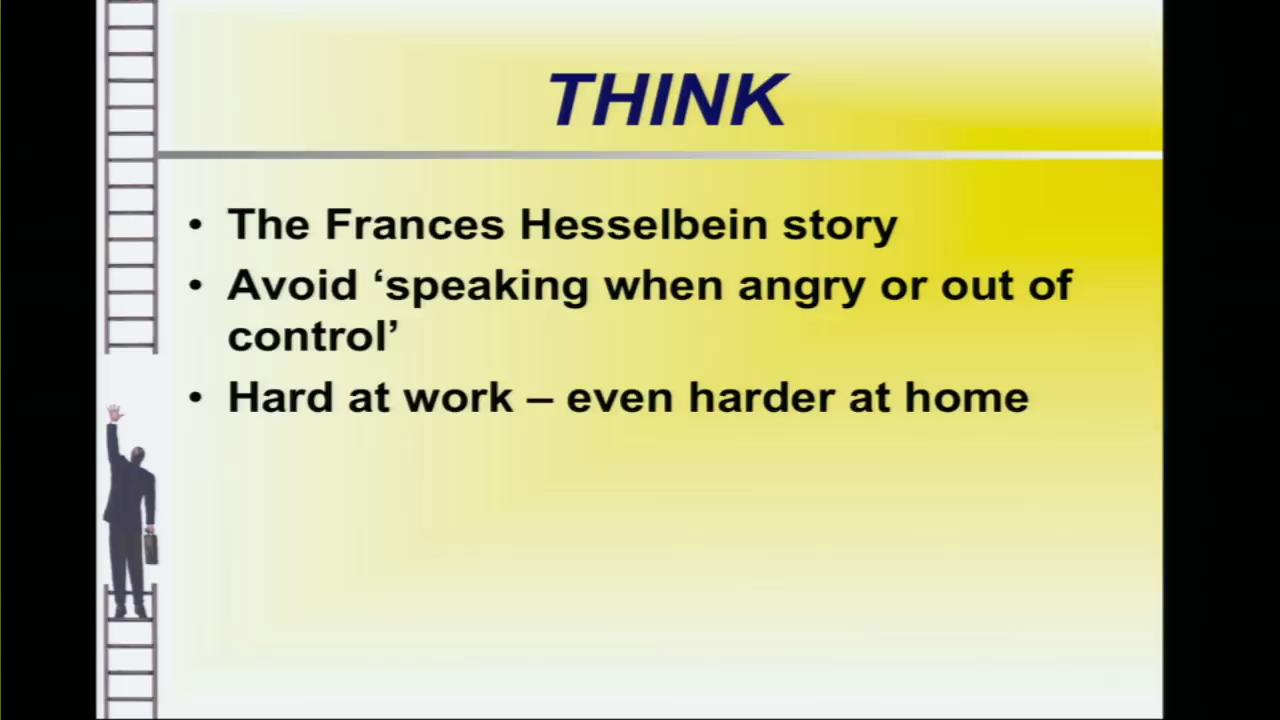 THINK
• The Frances Hesselbein story
• Avoid ‘speaking when angry or out of
control’
• Hard at work – even harder at home